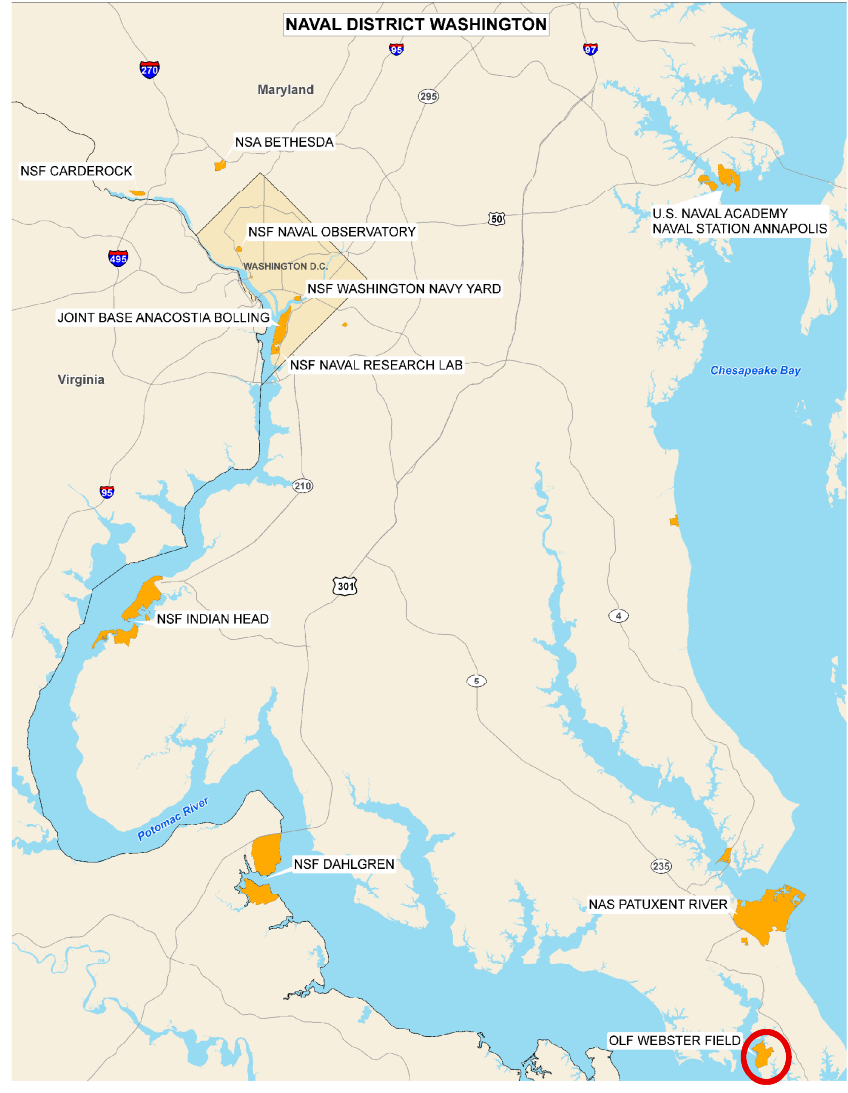 NAVAL DISTRICT WASHINGTON
95
97
270
Maryland
295
NSA BETHESDA
NSF CARDEROCK
U.S. NAVAL ACADEMY
NAVAL STATION ANNAPOLIS
50
NSF NAVAL OBSERVATORY
495
WASHINGTON D.C.
NSF WASHINGTON NAVY YARD
JOINT BASE ANACOSTIA BOLLING
NSF NAVAL RESEARCH LAB
Chesapeake Bay
Virginia
95
210
301
NSF INDIAN HEAD
4
5
Potomac River
NSF DAHLGREN
235
NAS PATUXENT RIVER
OLF WEBSTER FIELD